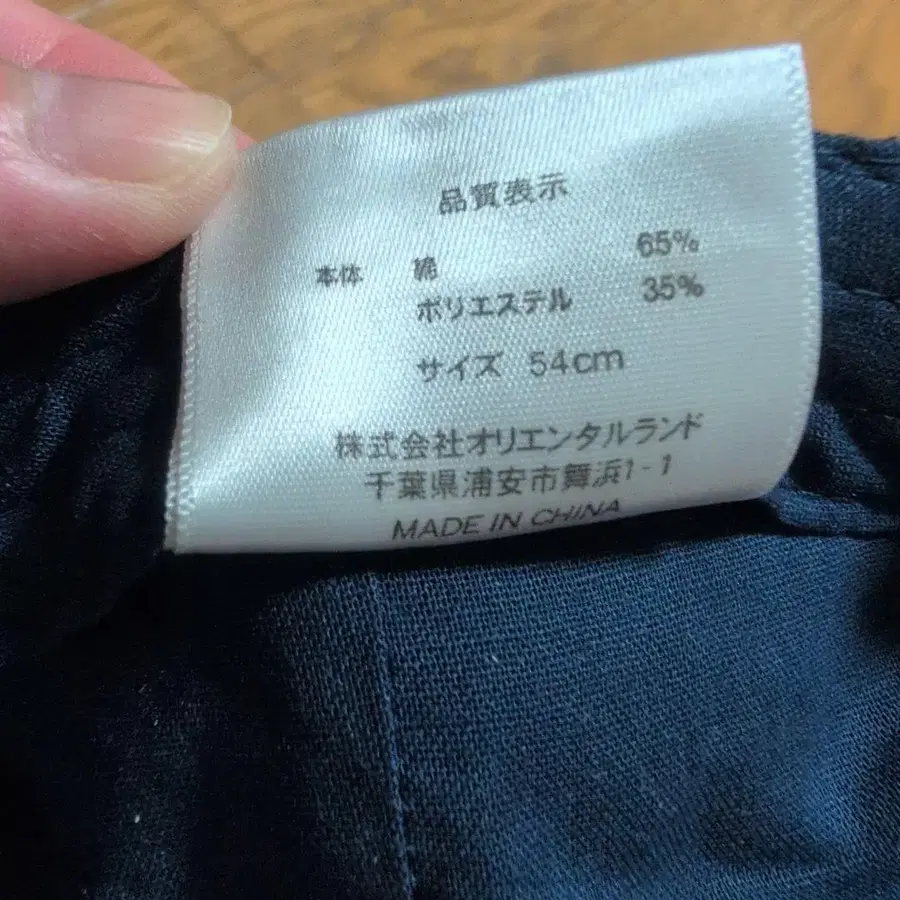 品質表示
本体 綿 65%
ポリエステル 35%
サイズ 54cm
株式会社オリエンタルランド
千葉県浦安市舞浜1-1
MADE IN CHINA